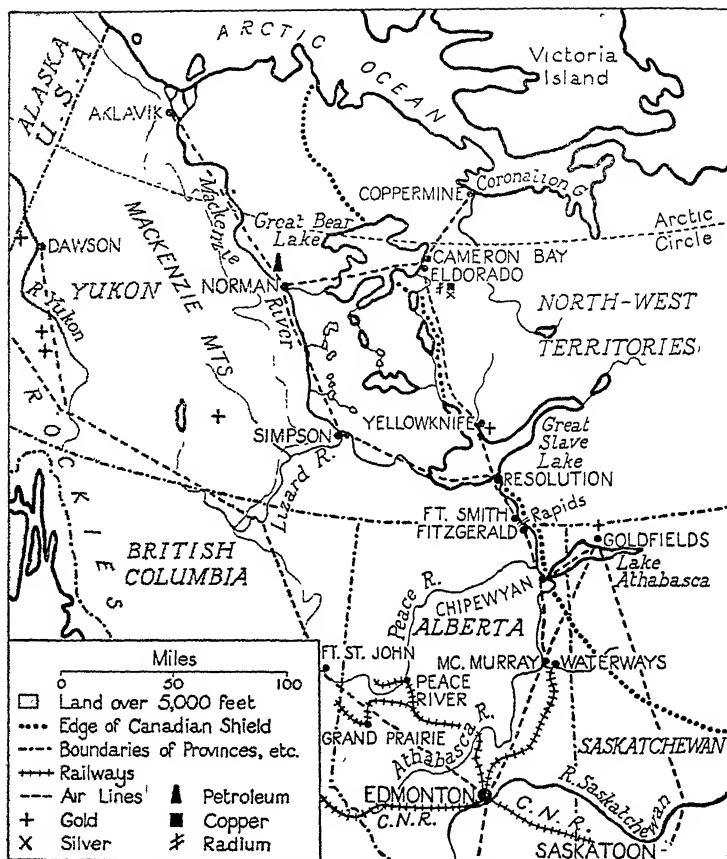 ARCTIC OCEAN
Victoria
Island
ALASKA
U.S.A
AKLAVIK
COPPERMINE
Coronation G.
Mackenzie
River
Great Bear
Lake
Arctic
Circle
DAWSON
MACKENZIE MTS
CAMERON BAY
ELDORADO
R. Yukon
YUKON
NORMAN
NORTH-WEST
TERRITORIES
ROCKIES
YELLOWKNIFE
Great
Slave
Lake
SIMPSON
Lizard R.
RESOLUTION
FT. SMITH
Rapids
FITZGERALD
GOLDFIELDS
Lake
Athabasca
BRITISH
COLUMBIA
Peace R.
CHIPEWYAN
ALBERTA
FT. ST. JOHN
MC. MURRAY
WATERWAYS
PEACE
RIVER
GRAND PRAIRIE
Athabasca R.
SASKATCHEWAN
EDMONTON
R. Saskatchewan
C.N.R.
C.N.R.
SASKATOON
Miles
0 50 100
Land over 5,000 feet
Edge of Canadian Shield
Boundaries of Provinces, etc.
Railways
Air Lines
Petroleum
Gold
Copper
Silver
Radium